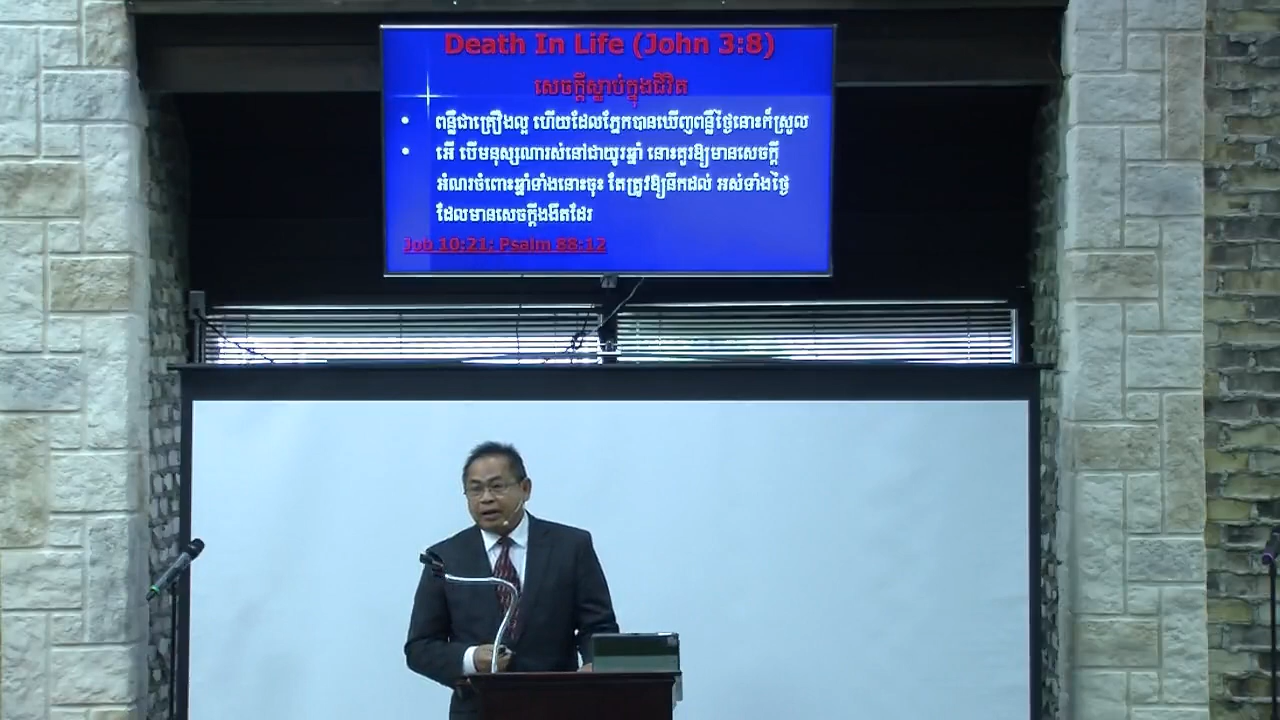 Death In Life (John 3:8)
សេចក្ដីស្លាប់ក្នុងជិវិត
• ពន្លឺជាគ្រឿងល្អ ហើយដែលភ្នែកបានឃើញពន្លឺថ្ងៃនោះក៏ស្រួល
• អើ បើមនុស្សណារស់នៅជាយូរឆ្នាំ នោះគួរឱ្យមានសេចក្ដី
អំណរចំពោះឆ្នាំទាំងនោះចុះ តែត្រូវឱ្យនឹកដល់ អស់ទាំងថ្ងៃ
ដែលមានសេចក្ដីងងឹតដែរ
Job 10:21; Psalm 88:12